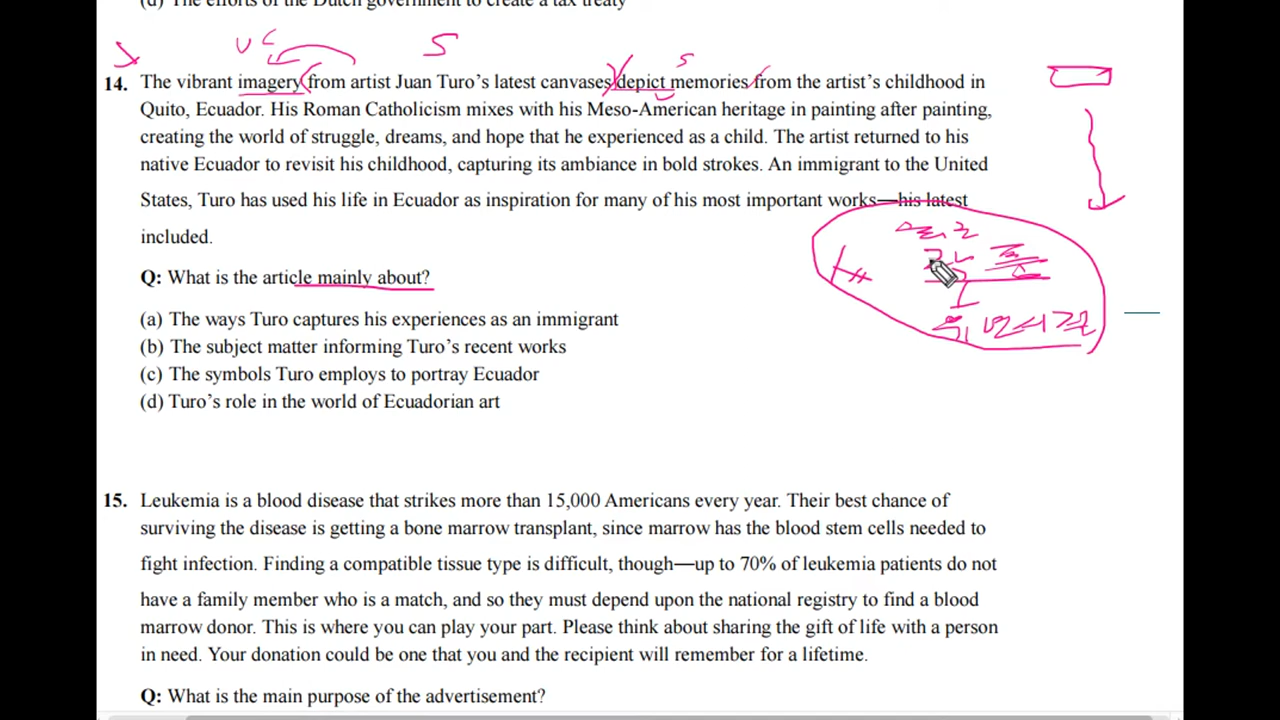 (d) The efforts of the Dutch government to create a tax treaty
14. The vibrant imagery from artist Juan Turo's latest canvases depict memories from the artist's childhood in
Quito, Ecuador. His Roman Catholicism mixes with his Meso-American heritage in painting after painting,
creating the world of struggle, dreams, and hope that he experienced as a child. The artist returned to his
native Ecuador to revisit his childhood, capturing its ambiance in bold strokes. An immigrant to the United
States, Turo has used his life in Ecuador as inspiration for many of his most important works—his latest
included.
Q: What is the article mainly about?
(a) The ways Turo captures his experiences as an immigrant
(b) The subject matter informing Turo's recent works
(c) The symbols Turo employs to portray Ecuador
(d) Turo's role in the world of Ecuadorian art
15. Leukemia is a blood disease that strikes more than 15,000 Americans every year. Their best chance of
surviving the disease is getting a bone marrow transplant, since marrow has the blood stem cells needed to
fight infection. Finding a compatible tissue type is difficult, though—up to 70% of leukemia patients do not
have a family member who is a match, and so they must depend upon the national registry to find a blood
marrow donor. This is where you can play your part. Please think about sharing the gift of life with a person
in need. Your donation could be one that you and the recipient will remember for a lifetime.
Q: What is the main purpose of the advertisement?